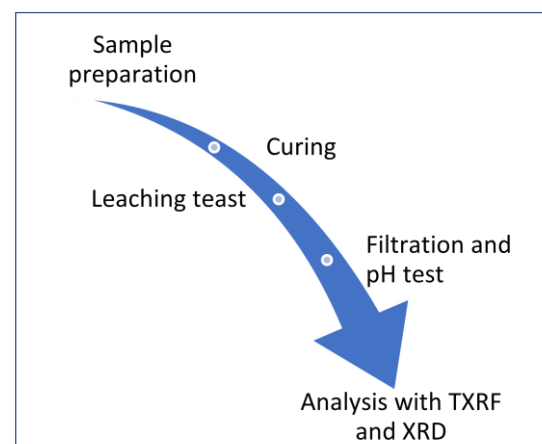 Sample
preparation
Curing
Leaching teast
Filtration and
pH test
Analysis with TXRF
and XRD